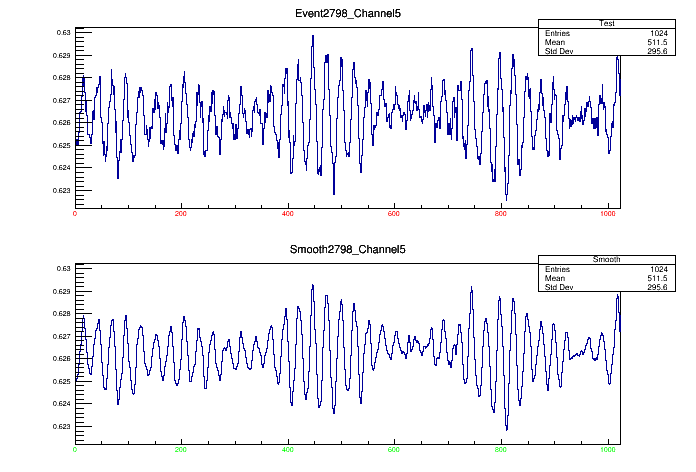 Event2798_Channel5
Test
Entries 1024
Mean 511.5
Std Dev 295.6
0.63
0.629
0.628
0.627
0.626
0.625
0.624
0.623
0 200 400 600 800 1000
Smooth2798_Channel5
Smooth
Entries 1024
Mean 511.5
Std Dev 295.6
0.63
0.629
0.628
0.627
0.626
0.625
0.624
0.623
0 200 400 600 800 1000